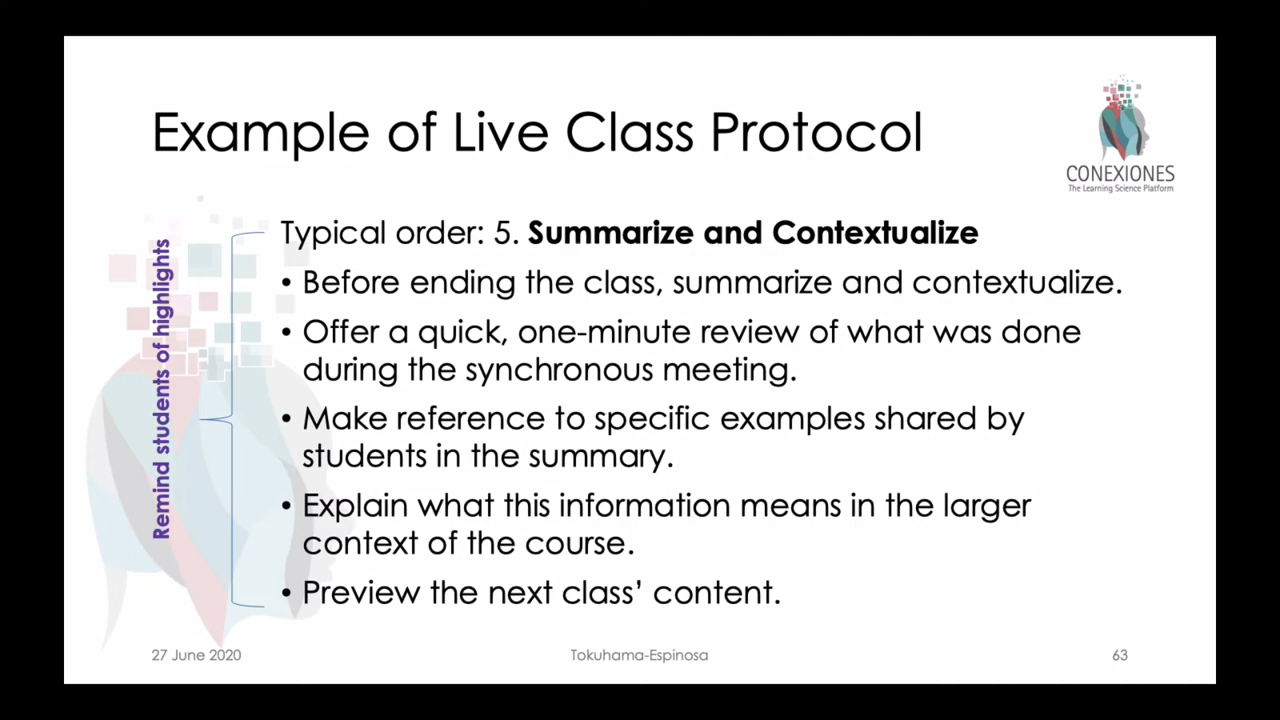 Example of Live Class Protocol
CONEXIONES
The Learning Science Platform
Remind students of highlights
Typical order: 5. Summarize and Contextualize
• Before ending the class, summarize and contextualize.
• Offer a quick, one-minute review of what was done
during the synchronous meeting.
• Make reference to specific examples shared by
students in the summary.
• Explain what this information means in the larger
context of the course.
• Preview the next class’ content.
27 June 2020
Tokuhama-Espinosa
63